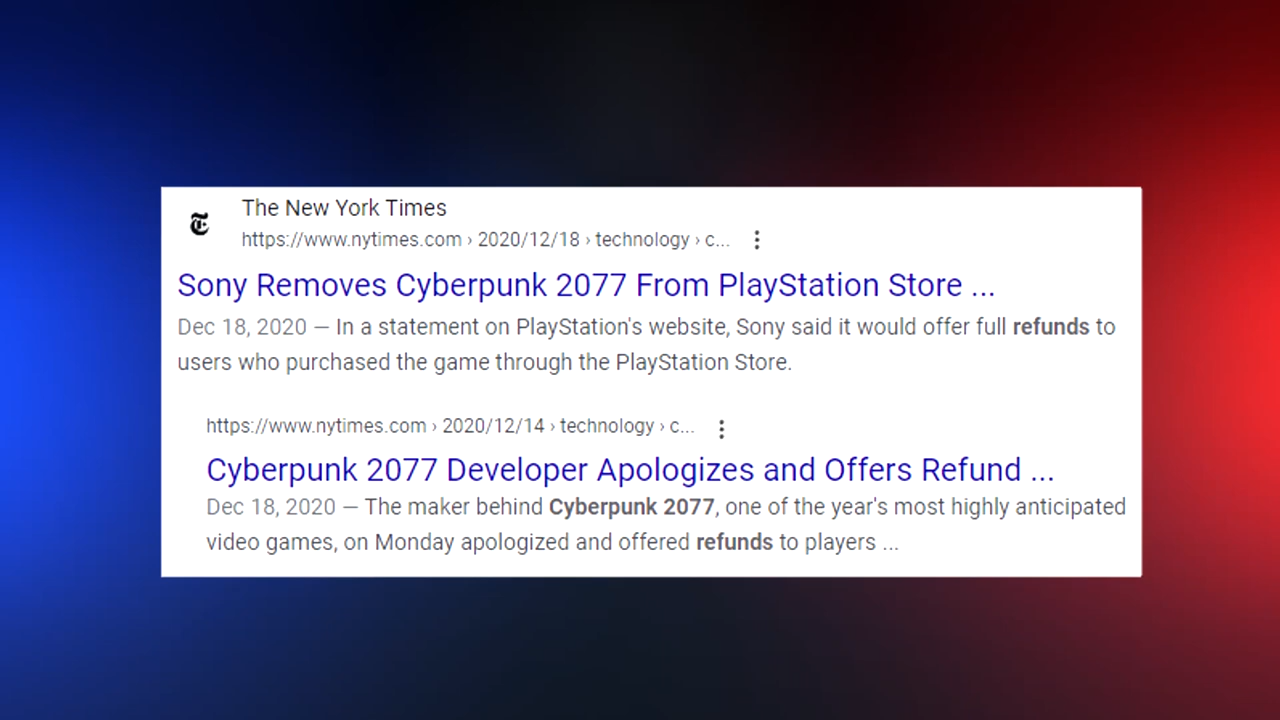 The New York Times
https://www.nytimes.com › 2020/12/18 › technology › c...
Sony Removes Cyberpunk 2077 From PlayStation Store ...
Dec 18, 2020 — In a statement on PlayStation's website, Sony said it would offer full refunds to
users who purchased the game through the PlayStation Store.
https://www.nytimes.com › 2020/12/14 › technology › c...
Cyberpunk 2077 Developer Apologizes and Offers Refund ...
Dec 18, 2020 — The maker behind Cyberpunk 2077, one of the year's most highly anticipated
video games, on Monday apologized and offered refunds to players ...